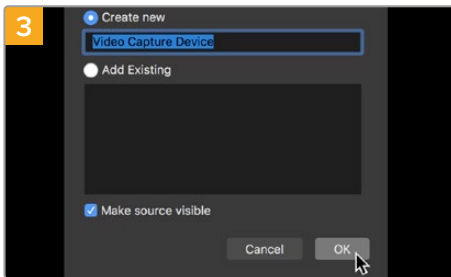 3
Create new
Video Capture Device
Add Existing
Make source visible
Cancel OK